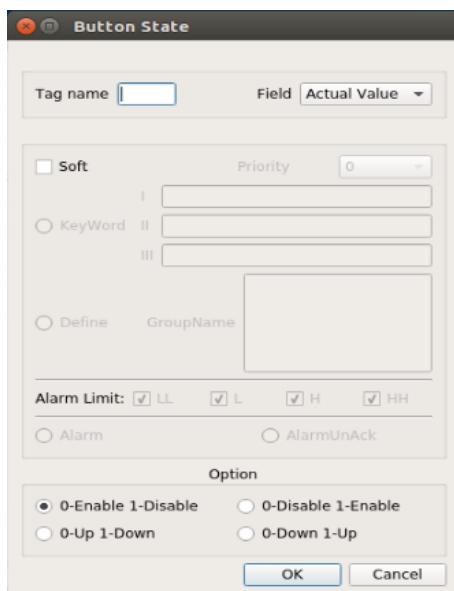 Button State
Tag name Field Actual Value
Soft Priority 0
I
KeyWord II
III
Define GroupName
Alarm Limit: LL L H HH
Alarm AlarmUnAck
Option
0-Enable 1-Disable 0-Disable 1-Enable
0-Up 1-Down 0-Down 1-Up
OK Cancel